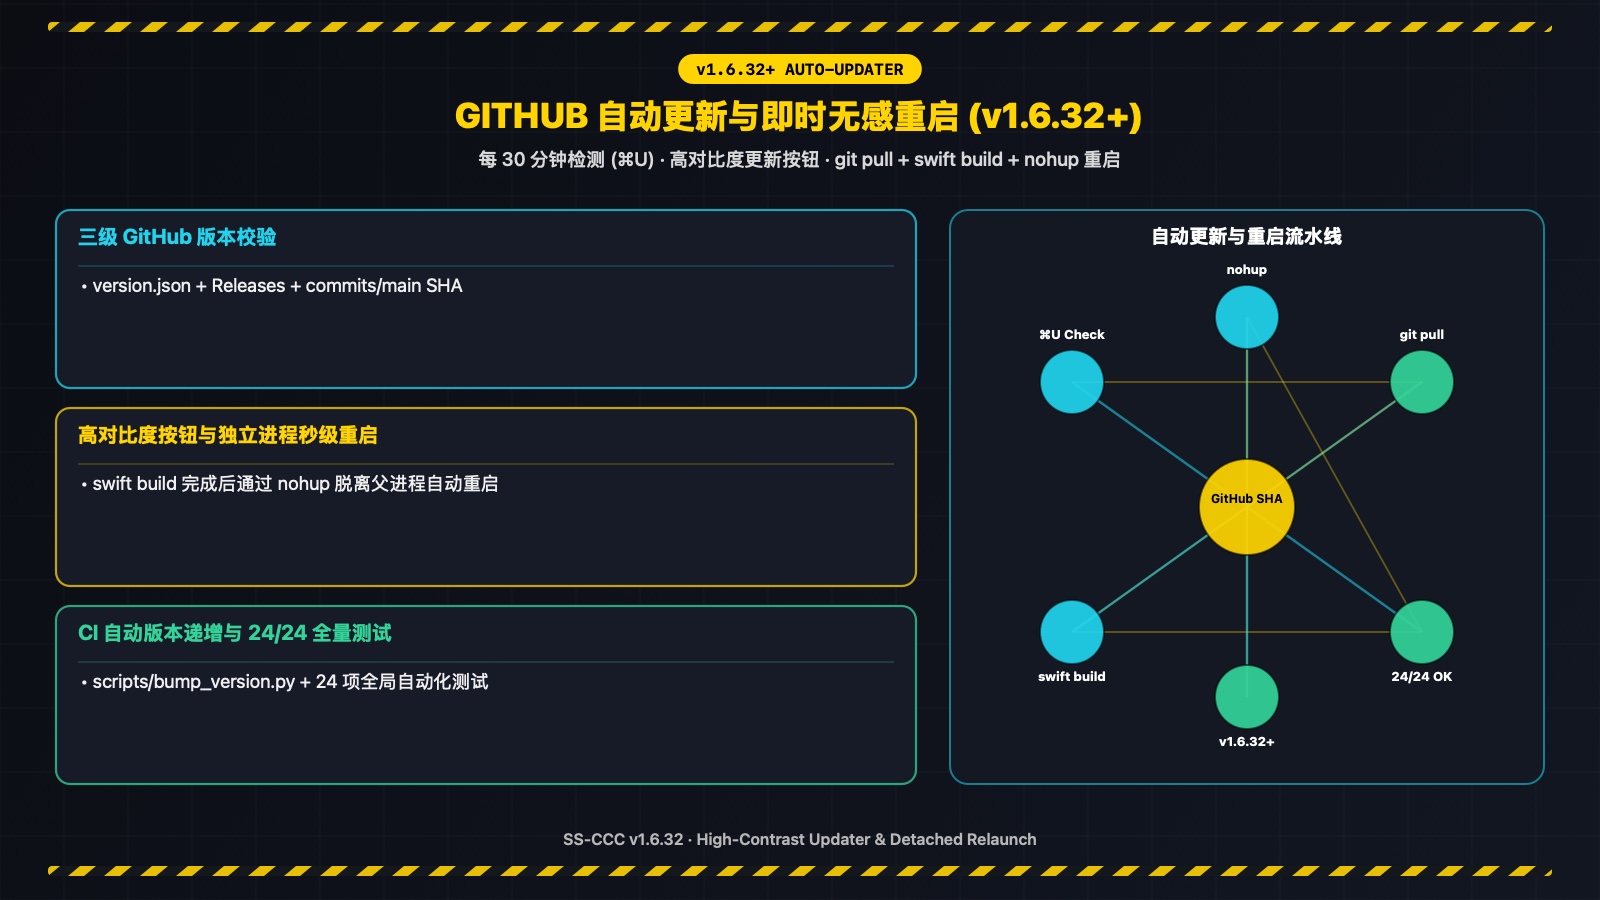 v1.6.32+ AUTO-UPDATER
GITHUB 自动更新与即时无感重启 (v1.6.32+)
每 30 分钟检测 (⌘U) · 高对比度更新按钮 · git pull + swift build + nohup 重启
三级 GitHub 版本校验
• version.json + Releases + commits/main SHA
高对比度按钮与独立进程秒级重启
• swift build 完成后通过 nohup 脱离父进程自动重启
CI 自动版本递增与 24/24 全量测试
• scripts/bump_version.py + 24 项全局自动化测试
自动更新与重启流水线
nohup
⌘U Check
git pull
GitHub SHA
swift build
24/24 OK
v1.6.32+
SS-CCC v1.6.32 · High-Contrast Updater & Detached Relaunch